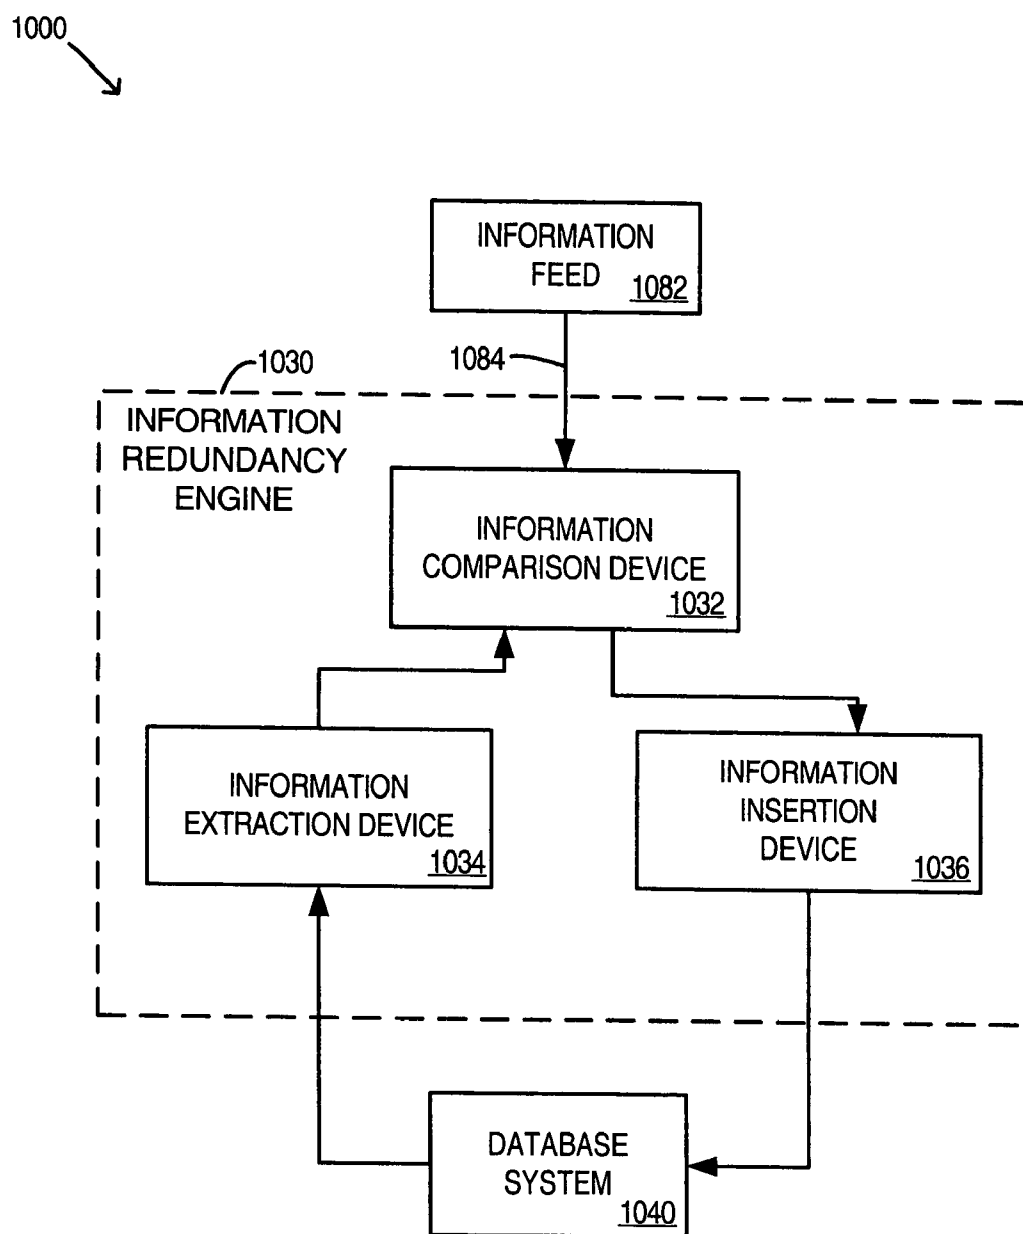 1000
INFORMATION
FEED
1082
1084
1030
INFORMATION
REDUNDANCY
ENGINE
INFORMATION
COMPARISON DEVICE
1032
INFORMATION
EXTRACTION DEVICE
1034
INFORMATION
INSERTION
DEVICE
1036
DATABASE
SYSTEM
1040